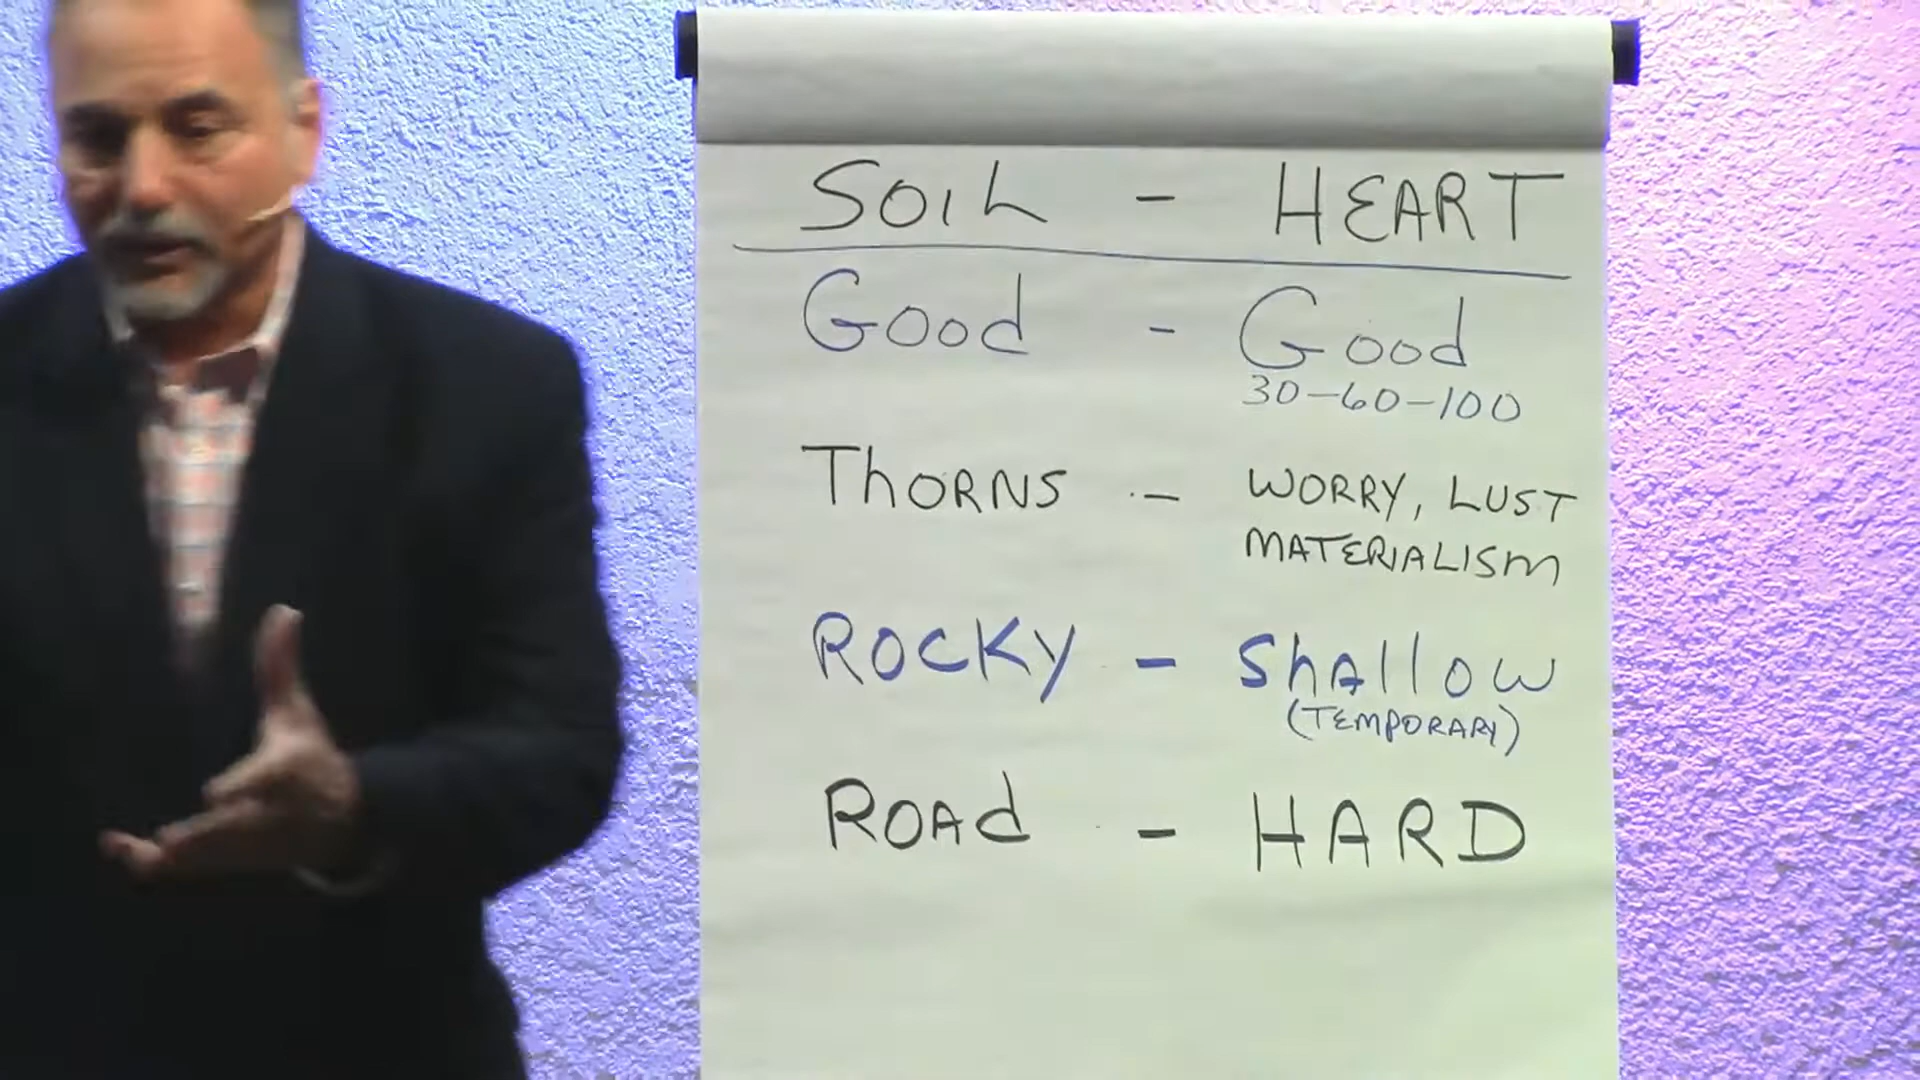 SOIL - HEART
Good - Good
30-60-100
ThORNS - WORRY, LUST
MATERIALISM
ROCKY - ShAllow
(TEMPORARY)
ROAd - HARD